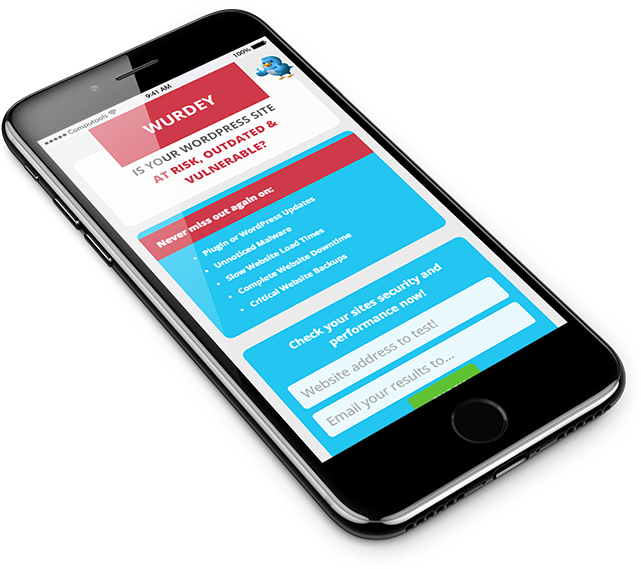 ●●●●● Computools 9:41 AM 100%
WURDEY
IS YOUR WORDPRESS SITE
AT RISK, OUTDATED &
VULNERABLE?
Never miss out again on:
• Plugin or WordPress Updates
• Unnoticed Malware
• Slow Website Load Times
• Complete Website Downtime
• Critical Website Backups
Check your sites security and
performance now!
Website address to test!
Email your results to...